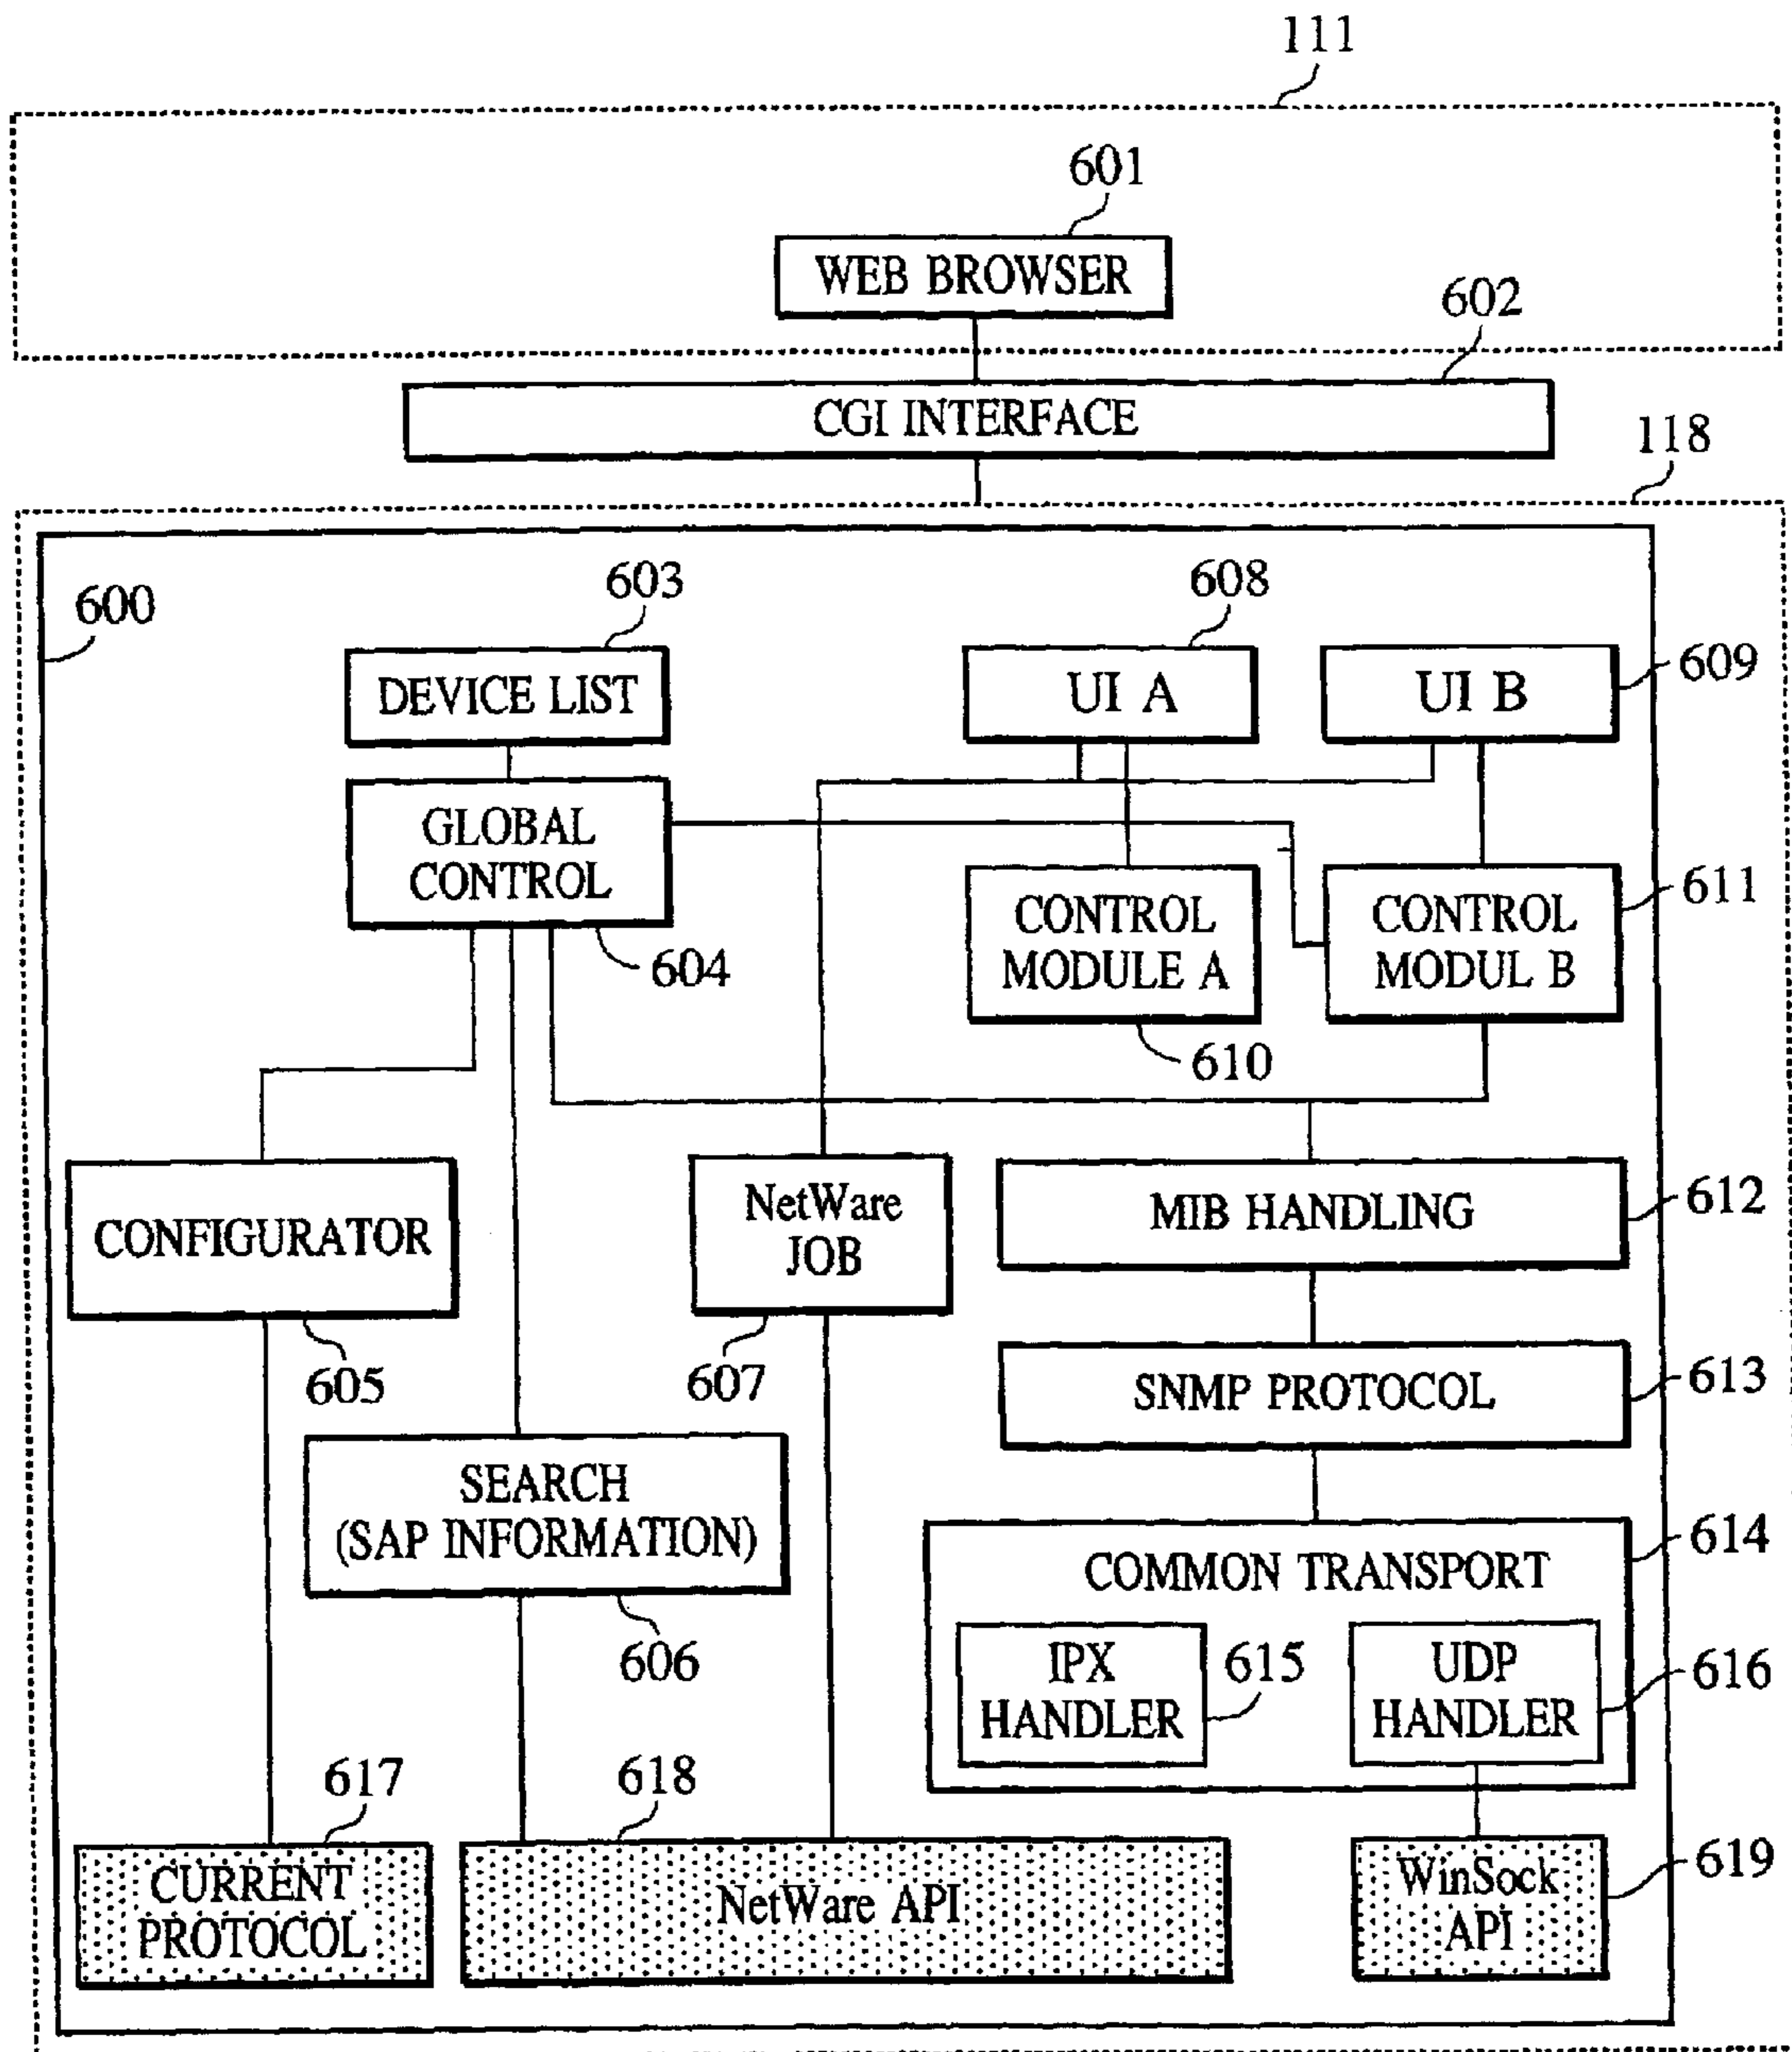 111
601
WEB BROWSER
602
CGI INTERFACE
118
600
603
608
DEVICE LIST
UI A
UI B
609
GLOBAL
CONTROL
604
CONTROL
MODULE A
610
CONTROL
MODUL B
611
CONFIGURATOR
605
NetWare
JOB
607
MIB HANDLING
612
SNMP PROTOCOL
613
SEARCH
(SAP INFORMATION)
606
COMMON TRANSPORT
614
IPX
HANDLER
615
UDP
HANDLER
616
617
618
CURRENT
PROTOCOL
NetWare API
WinSock
API
619